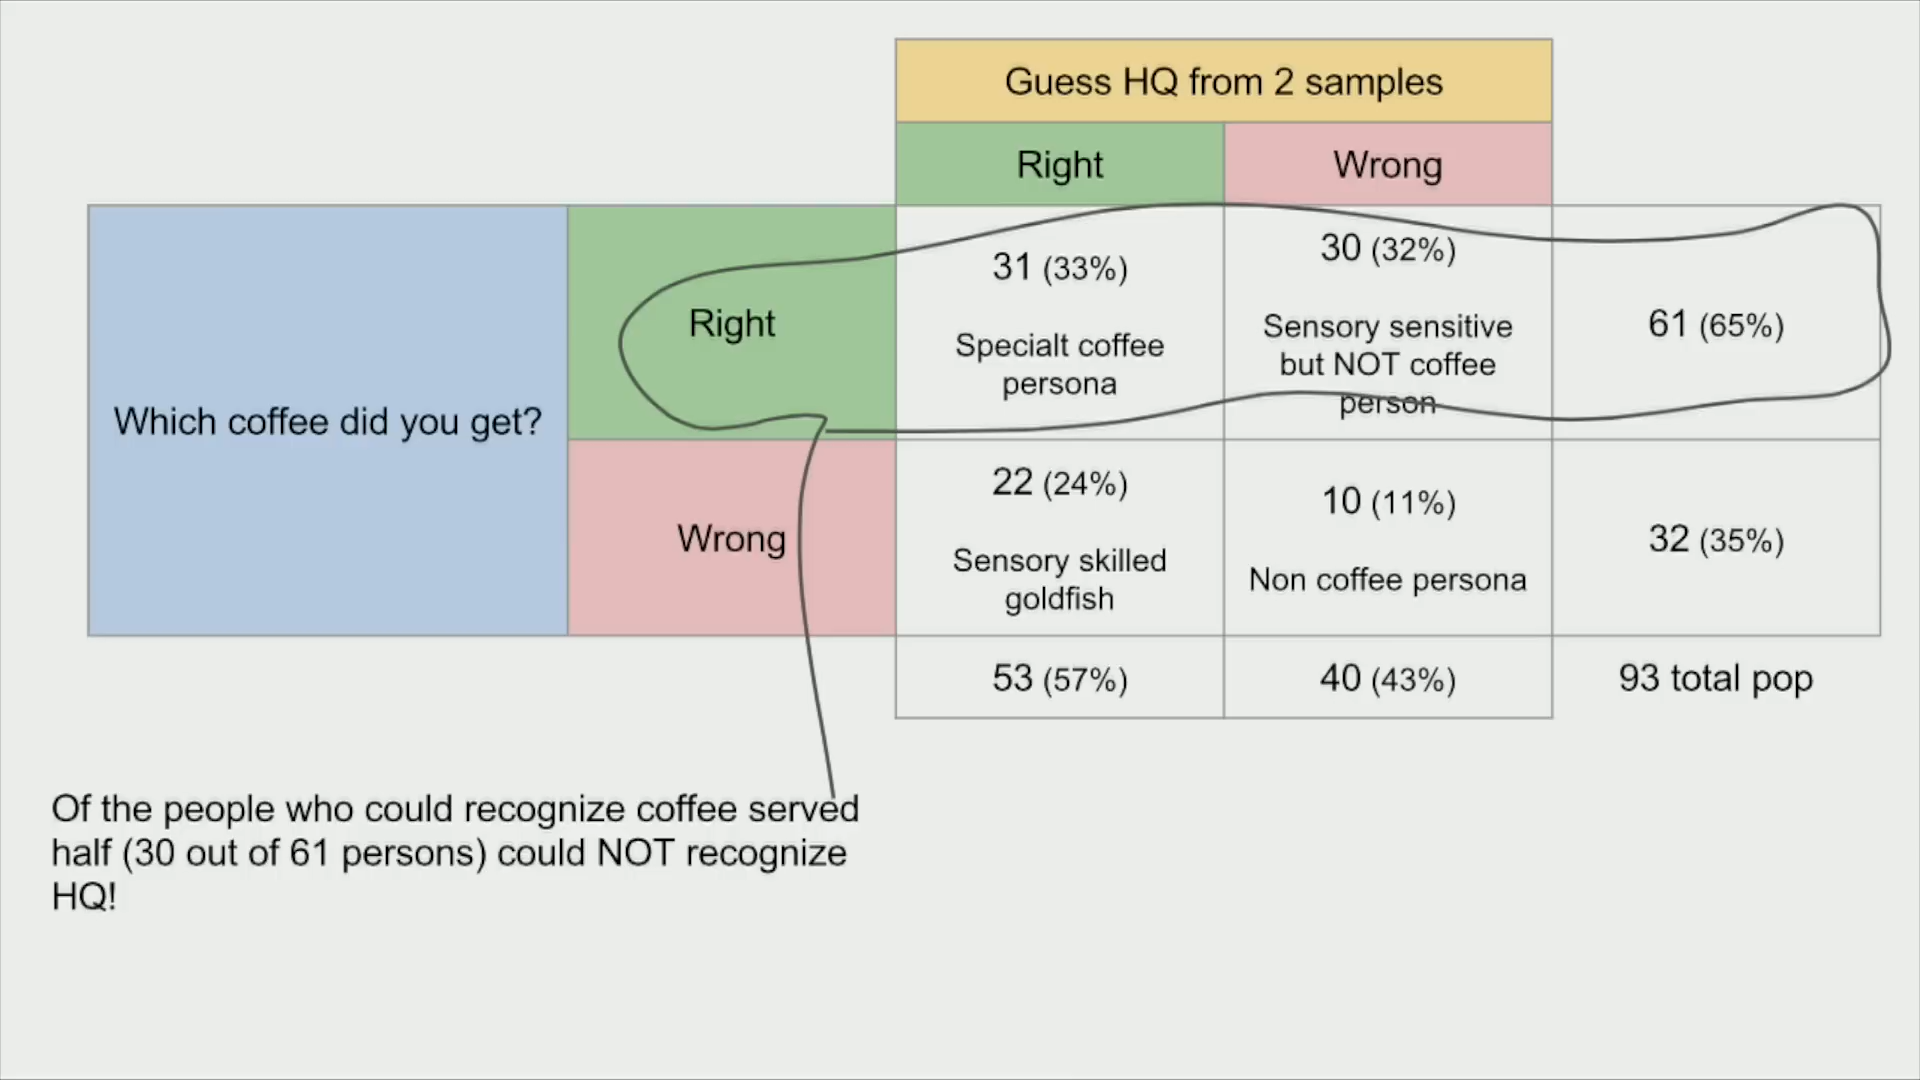 Guess HQ from 2 samples
Right
Wrong
Which coffee did you get?
Right
31 (33%)
Specialt coffee
persona
30 (32%)
Sensory sensitive
but NOT coffee
person
61 (65%)
Wrong
22 (24%)
Sensory skilled
goldfish
10 (11%)
Non coffee persona
32 (35%)
53 (57%)
40 (43%)
93 total pop
Of the people who could recognize coffee served
half (30 out of 61 persons) could NOT recognize
HQ!